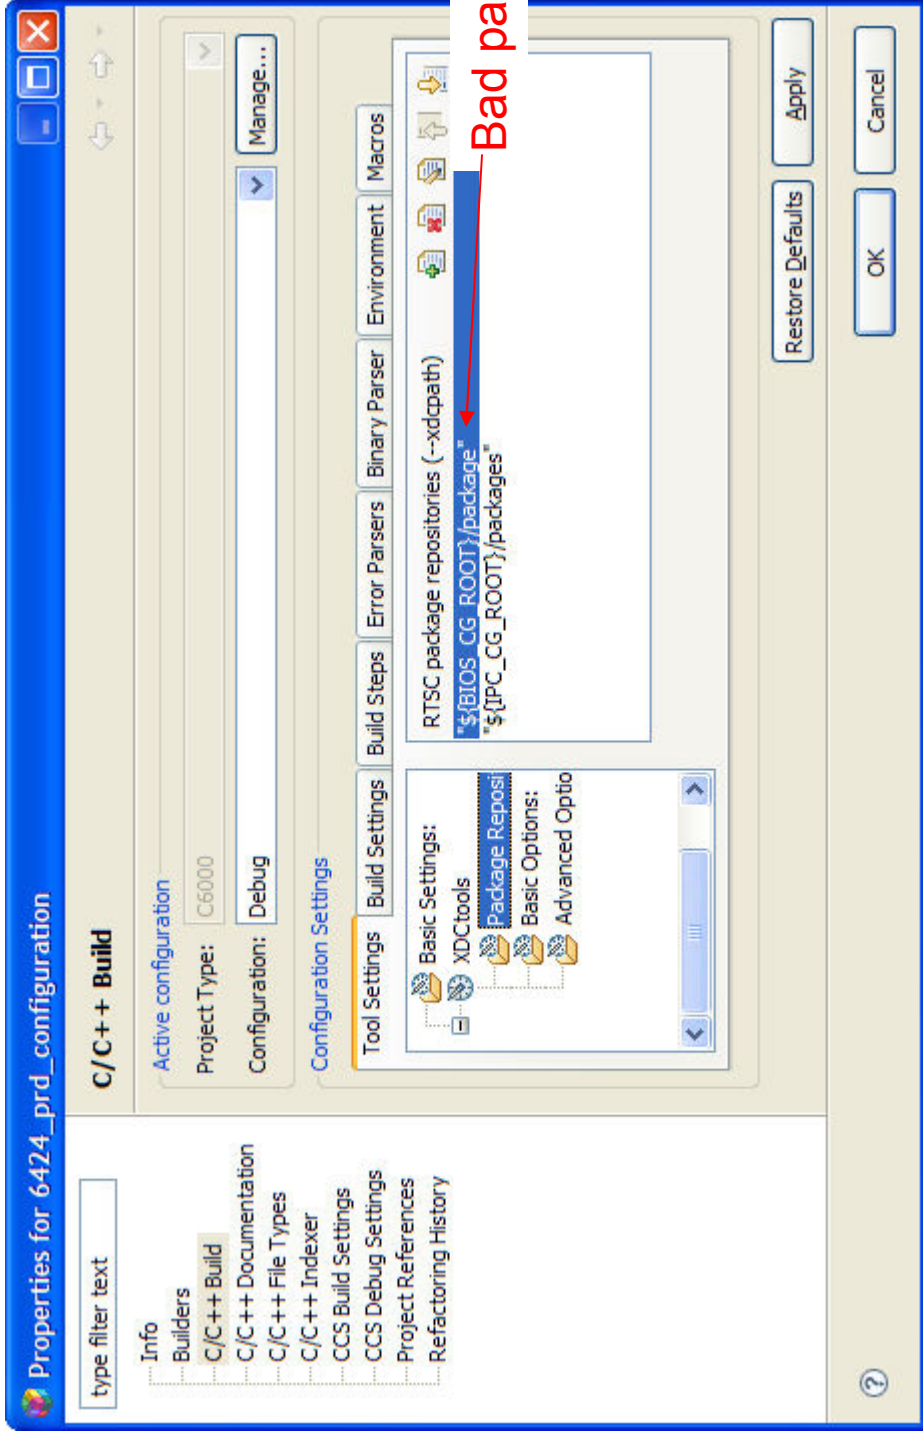 Properties for 6424_prd_configuration
type filter text
Info
Builders
C/C++ Build
C/C++ Documentation
C/C++ File Types
C/C++ Indexer
CCS Build Settings
CCS Debug Settings
Project References
Refactoring History
C/C++ Build
Active configuration
Project Type: C6000
Configuration: Debug
Manage...
Configuration Settings
Tool Settings Build Settings Build Steps Error Parsers Binary Parser Environment Macros
Basic Settings:
XDCtools
Package Reposi
Basic Options:
Advanced Optio
RTSC package repositories (--xdcpath)
"${BIOS_CG_ROOT}/package"
"${IPC_CG_ROOT}/packages"
Bad pa
Restore Defaults Apply
? OK Cancel